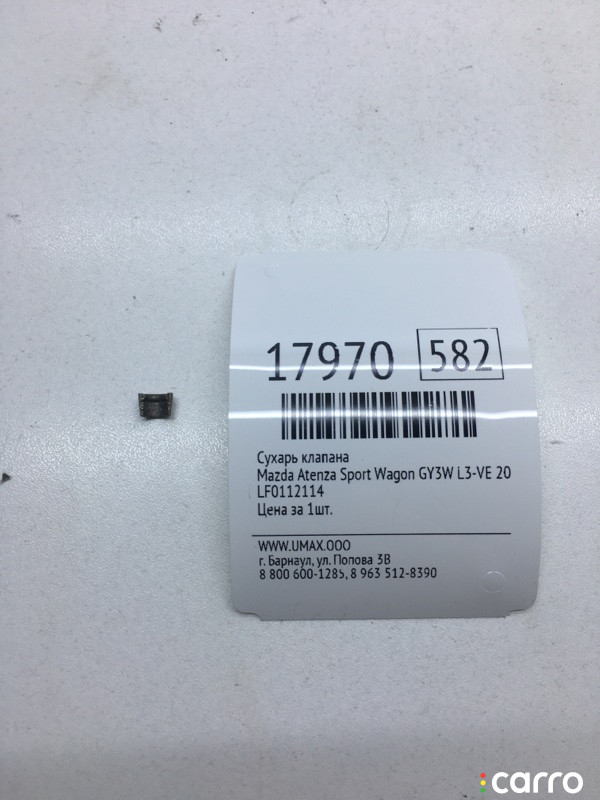 17970 582
Сухарь клапана
Mazda Atenza Sport Wagon GY3W L3-VE 20
LF0112114
Цена за 1шт.
WWW.UMAX.OOO
г. Барнаул, ул. Попова 3В
8 800 600-1285, 8 963 512-8390
carro